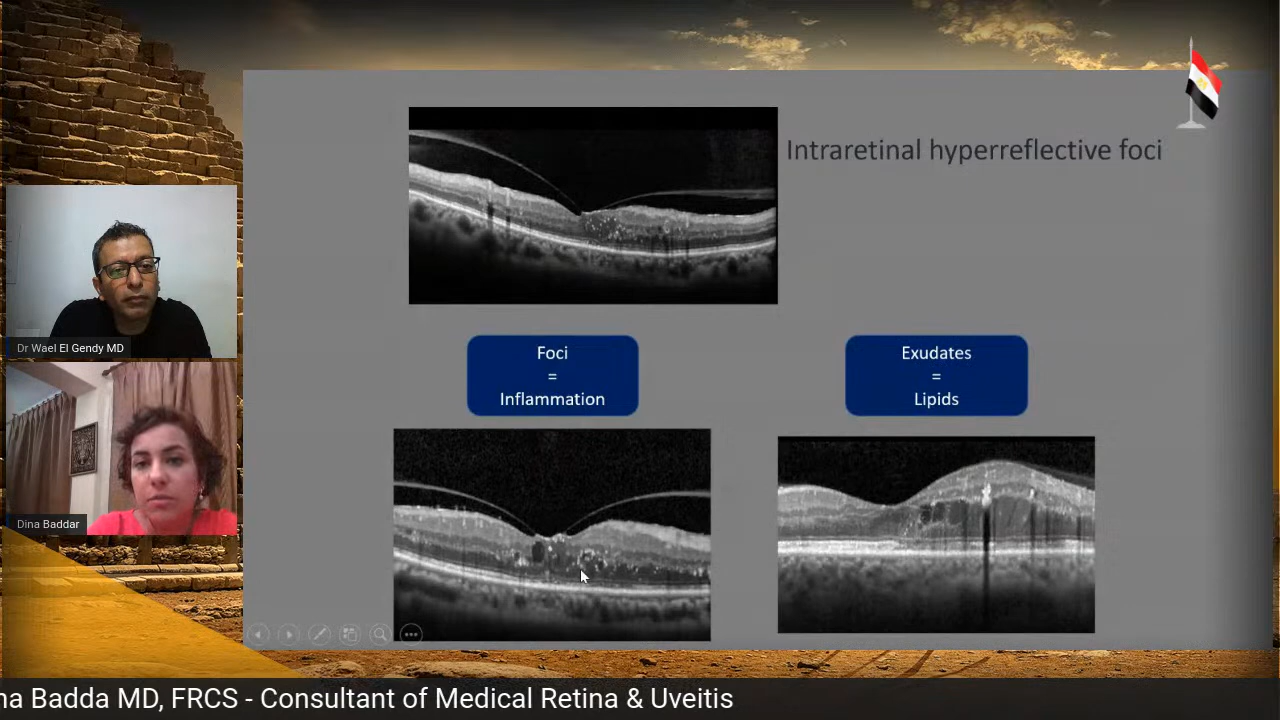 Intraretinal hyperreflective foci
Foci
=
Inflammation
Exudates
=
Lipids
Dr Wael El Gendy MD
Dina Baddar
na Badda MD, FRCS - Consultant of Medical Retina & Uveitis